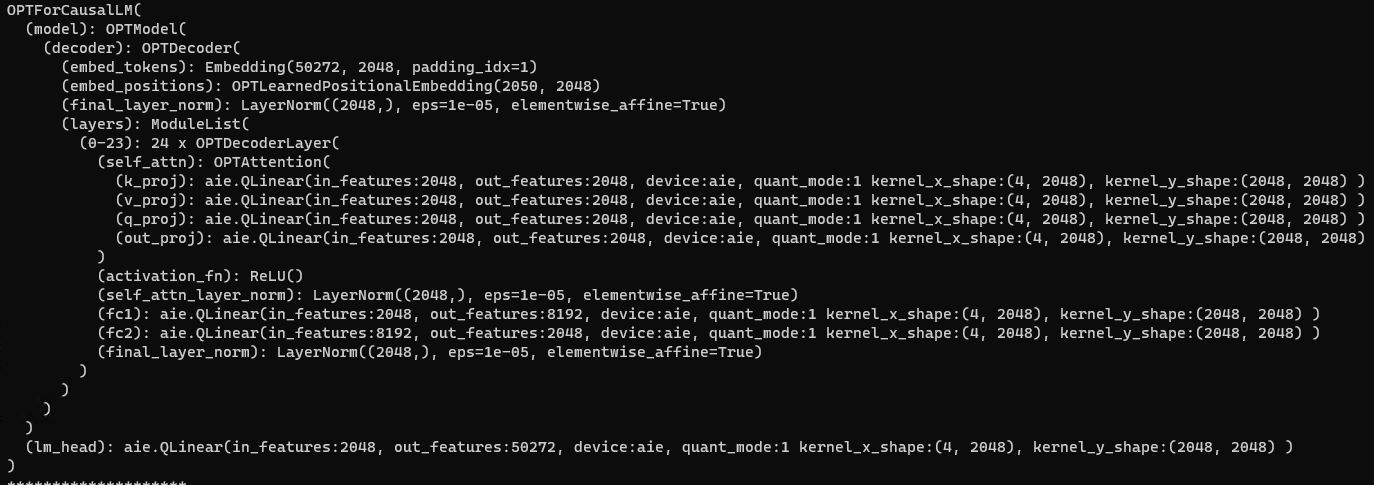 OPTForCausalLM(
  (model): OPTModel(
    (decoder): OPTDecoder(
      (embed_tokens): Embedding(50272, 2048, padding_idx=1)
      (embed_positions): OPTLearnedPositionalEmbedding(2050, 2048)
      (final_layer_norm): LayerNorm((2048,), eps=1e-05, elementwise_affine=True)
      (layers): ModuleList(
        (0-23): 24 x OPTDecoderLayer(
          (self_attn): OPTAttention(
            (k_proj): aie.QLinear(in_features:2048, out_features:2048, device:aie, quant_mode:1 kernel_x_shape:(4, 2048), kernel_y_shape:(2048, 2048) )
            (v_proj): aie.QLinear(in_features:2048, out_features:2048, device:aie, quant_mode:1 kernel_x_shape:(4, 2048), kernel_y_shape:(2048, 2048) )
            (q_proj): aie.QLinear(in_features:2048, out_features:2048, device:aie, quant_mode:1 kernel_x_shape:(4, 2048), kernel_y_shape:(2048, 2048) )
            (out_proj): aie.QLinear(in_features:2048, out_features:2048, device:aie, quant_mode:1 kernel_x_shape:(4, 2048), kernel_y_shape:(2048, 2048)
          )
          (activation_fn): ReLU()
          (self_attn_layer_norm): LayerNorm((2048,), eps=1e-05, elementwise_affine=True)
          (fc1): aie.QLinear(in_features:2048, out_features:8192, device:aie, quant_mode:1 kernel_x_shape:(4, 2048), kernel_y_shape:(2048, 2048) )
          (fc2): aie.QLinear(in_features:8192, out_features:2048, device:aie, quant_mode:1 kernel_x_shape:(4, 2048), kernel_y_shape:(2048, 2048) )
          (final_layer_norm): LayerNorm((2048,), eps=1e-05, elementwise_affine=True)
        )
      )
    )
  )
  (lm_head): aie.QLinear(in_features:2048, out_features:50272, device:aie, quant_mode:1 kernel_x_shape:(4, 2048), kernel_y_shape:(2048, 2048) )
)
********************